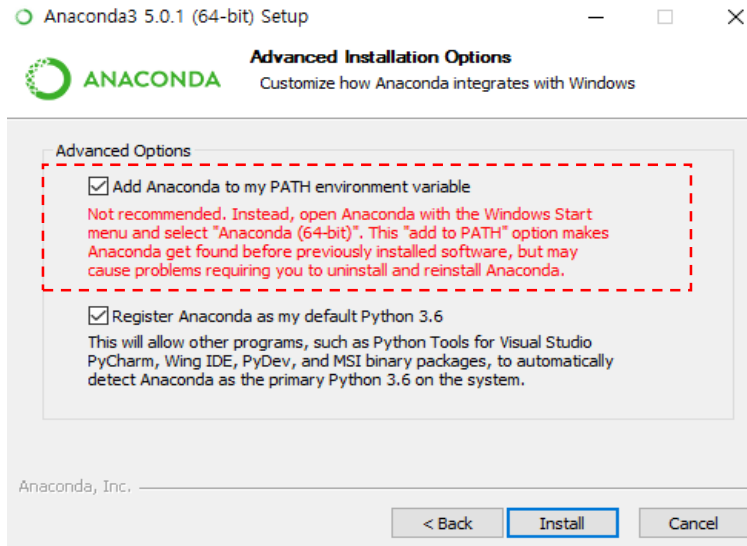 Anaconda3 5.0.1 (64-bit) Setup
ANACONDA
Advanced Installation Options
Customize how Anaconda integrates with Windows
Advanced Options
Add Anaconda to my PATH environment variable
Not recommended. Instead, open Anaconda with the Windows Start
menu and select "Anaconda (64-bit)". This "add to PATH" option makes
Anaconda get found before previously installed software, but may
cause problems requiring you to uninstall and reinstall Anaconda.
Register Anaconda as my default Python 3.6
This will allow other programs, such as Python Tools for Visual Studio
PyCharm, Wing IDE, PyDev, and MSI binary packages, to automatically
detect Anaconda as the primary Python 3.6 on the system.
Anaconda, Inc.
< Back
Install
Cancel